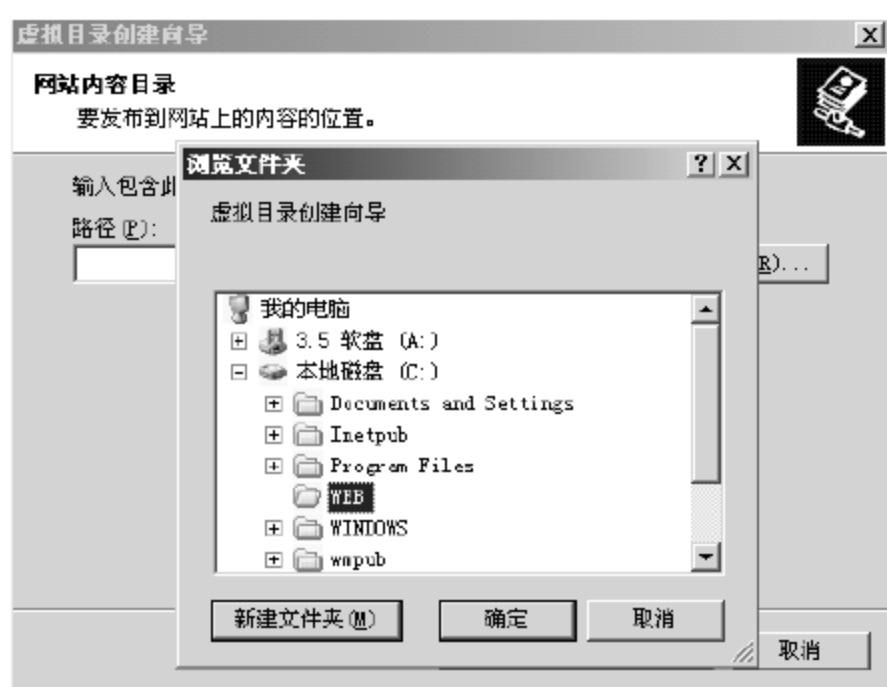 虚拟目录创建向导
网站内容目录
要发布到网站上的内容的位置。
输入包含此
路径(P):
R)...
浏览文件夹
虚拟目录创建向导
我的电脑
3.5 软盘 (A:)
本地磁盘 (C:)
Documents and Settings
Inetpub
Program Files
WEB
WINDOWS
wmpub
新建文件夹(M)
确定
取消
取消